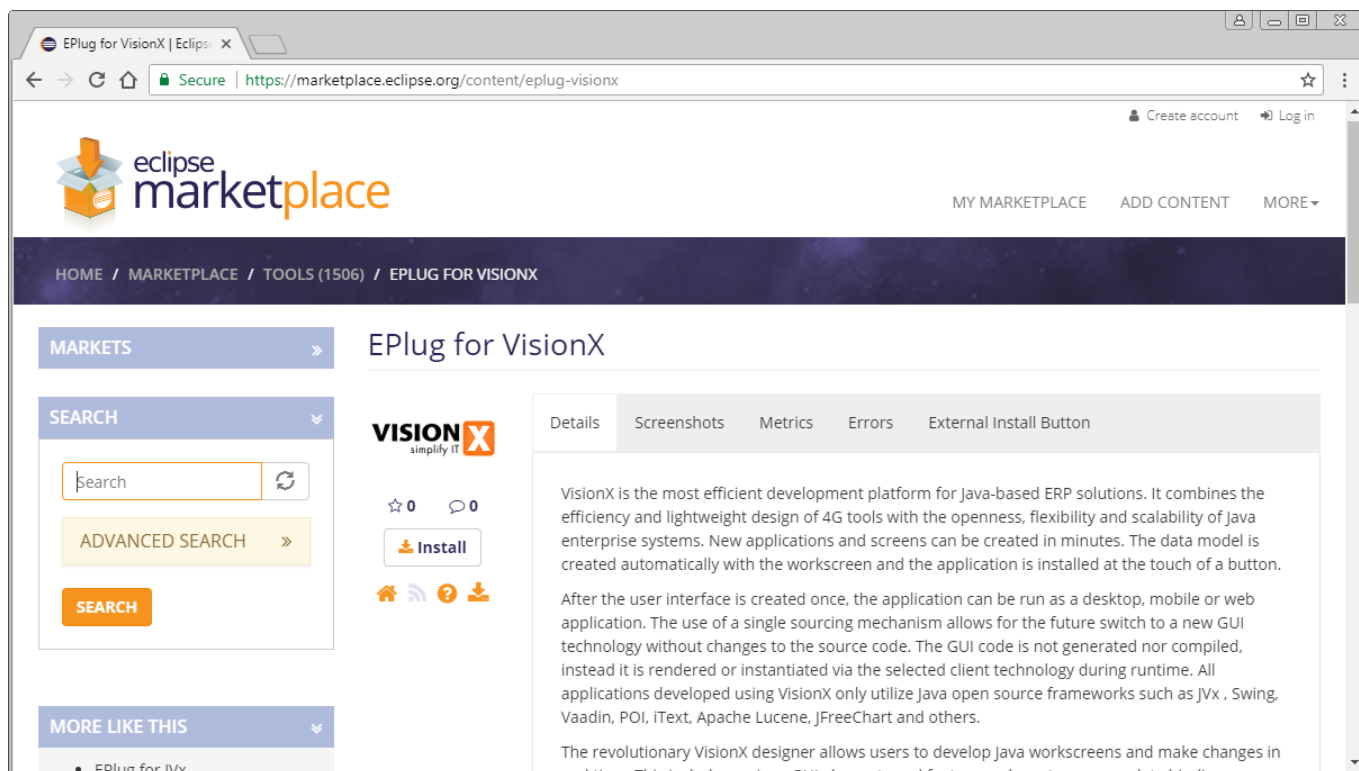 EPlug for VisionX | Eclips
Secure | https://marketplace.eclipse.org/content/eplug-visionx
Create account Log in
eclipse
marketplace
MY MARKETPLACE ADD CONTENT MORE
HOME / MARKETPLACE / TOOLS (1506) / EPLUG FOR VISIONX
MARKETS
EPlug for VisionX
SEARCH
Search
ADVANCED SEARCH »
SEARCH
VISION X
simplify IT
0 0
Install
Details Screenshots Metrics Errors External Install Button
VisionX is the most efficient development platform for Java-based ERP solutions. It combines the
efficiency and lightweight design of 4G tools with the openness, flexibility and scalability of Java
enterprise systems. New applications and screens can be created in minutes. The data model is
created automatically with the workscreen and the application is installed at the touch of a button.
After the user interface is created once, the application can be run as a desktop, mobile or web
application. The use of a single sourcing mechanism allows for the future switch to a new GUI
technology without changes to the source code. The GUI code is not generated nor compiled,
instead it is rendered or instantiated via the selected client technology during runtime. All
applications developed using VisionX only utilize Java open source frameworks such as JVx , Swing,
Vaadin, POI, iText, Apache Lucene, JFreeChart and others.
The revolutionary VisionX designer allows users to develop Java workscreens and make changes in
MORE LIKE THIS
EPlug for JVx